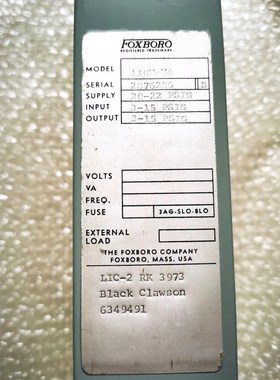 FOXBORO
REGISTERED TRADEMARK
MODEL
SERIAL D
SUPPLY 20-22 PSIG
INPUT 3-15 PSIG
OUTPUT 3-15 PSIG
VOLTS
VA
FREQ.
FUSE 3AG-SLO-BLO
EXTERNAL
LOAD
THE FOXBORO COMPANY
FOXBORO, MASS. USA
LIC-2 RK 3973
Black Clawson
6349491